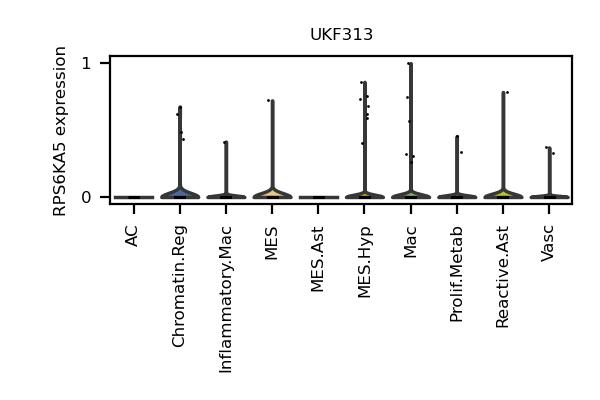 UKF313
RPS6KA5 expression
1
0
AC
Chromatin.Reg
Inflammatory.Mac
MES
MES.Ast
MES.Hyp
Mac
Prolif.Metab
Reactive.Ast
Vasc